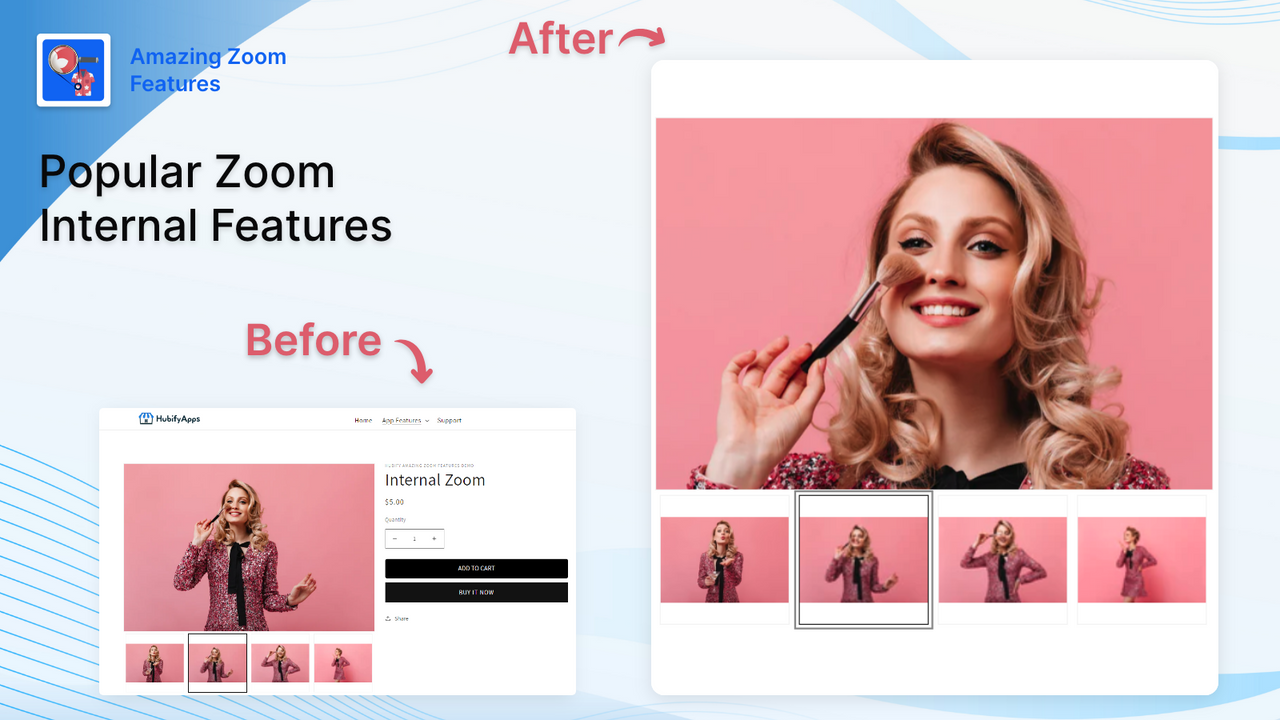 Amazing Zoom
Features
Popular Zoom
Internal Features
After
Before
HubifyApps
Home App Features Support
HUBIFY AMAZING ZOOM FEATURES DEMO
Internal Zoom
$5.00
Quantity
− 1 +
ADD TO CART
BUY IT NOW
Share